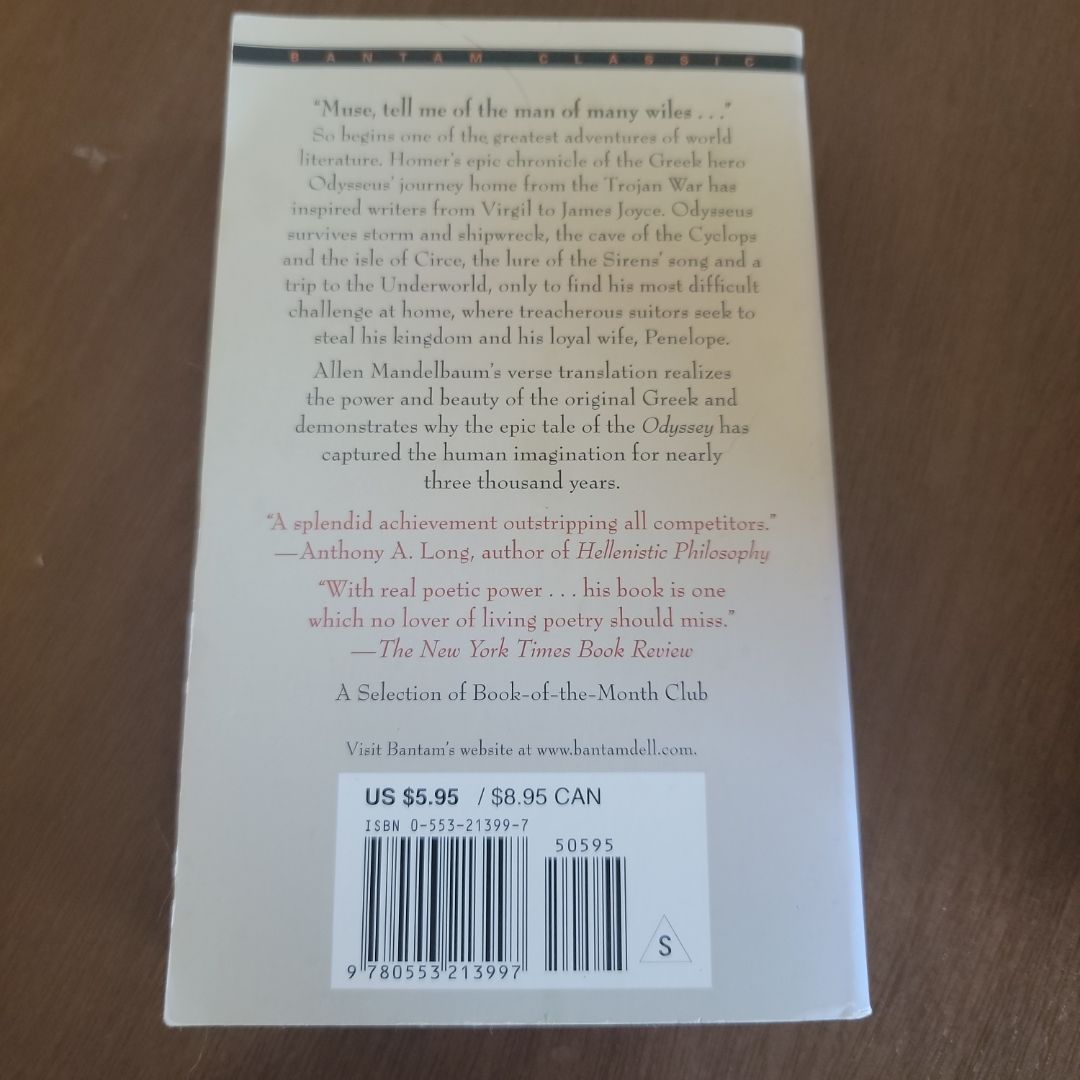 BANTAM CLASSIC
“Muse, tell me of the man of many wiles . . .”
So begins one of the greatest adventures of world
literature. Homer’s epic chronicle of the Greek hero
Odysseus’ journey home from the Trojan War has
inspired writers from Virgil to James Joyce. Odysseus
survives storm and shipwreck, the cave of the Cyclops
and the isle of Circe, the lure of the Sirens’ song and a
trip to the Underworld, only to find his most difficult
challenge at home, where treacherous suitors seek to
steal his kingdom and his loyal wife, Penelope.
Allen Mandelbaum’s verse translation realizes
the power and beauty of the original Greek and
demonstrates why the epic tale of the Odyssey has
captured the human imagination for nearly
three thousand years.
“A splendid achievement outstripping all competitors.”
—Anthony A. Long, author of Hellenistic Philosophy
“With real poetic power . . . his book is one
which no lover of living poetry should miss.”
—The New York Times Book Review
A Selection of Book-of-the-Month Club
Visit Bantam’s website at www.bantamdell.com.
US $5.95 / $8.95 CAN
ISBN 0-553-21399-7
50595
S
9 780553 213997